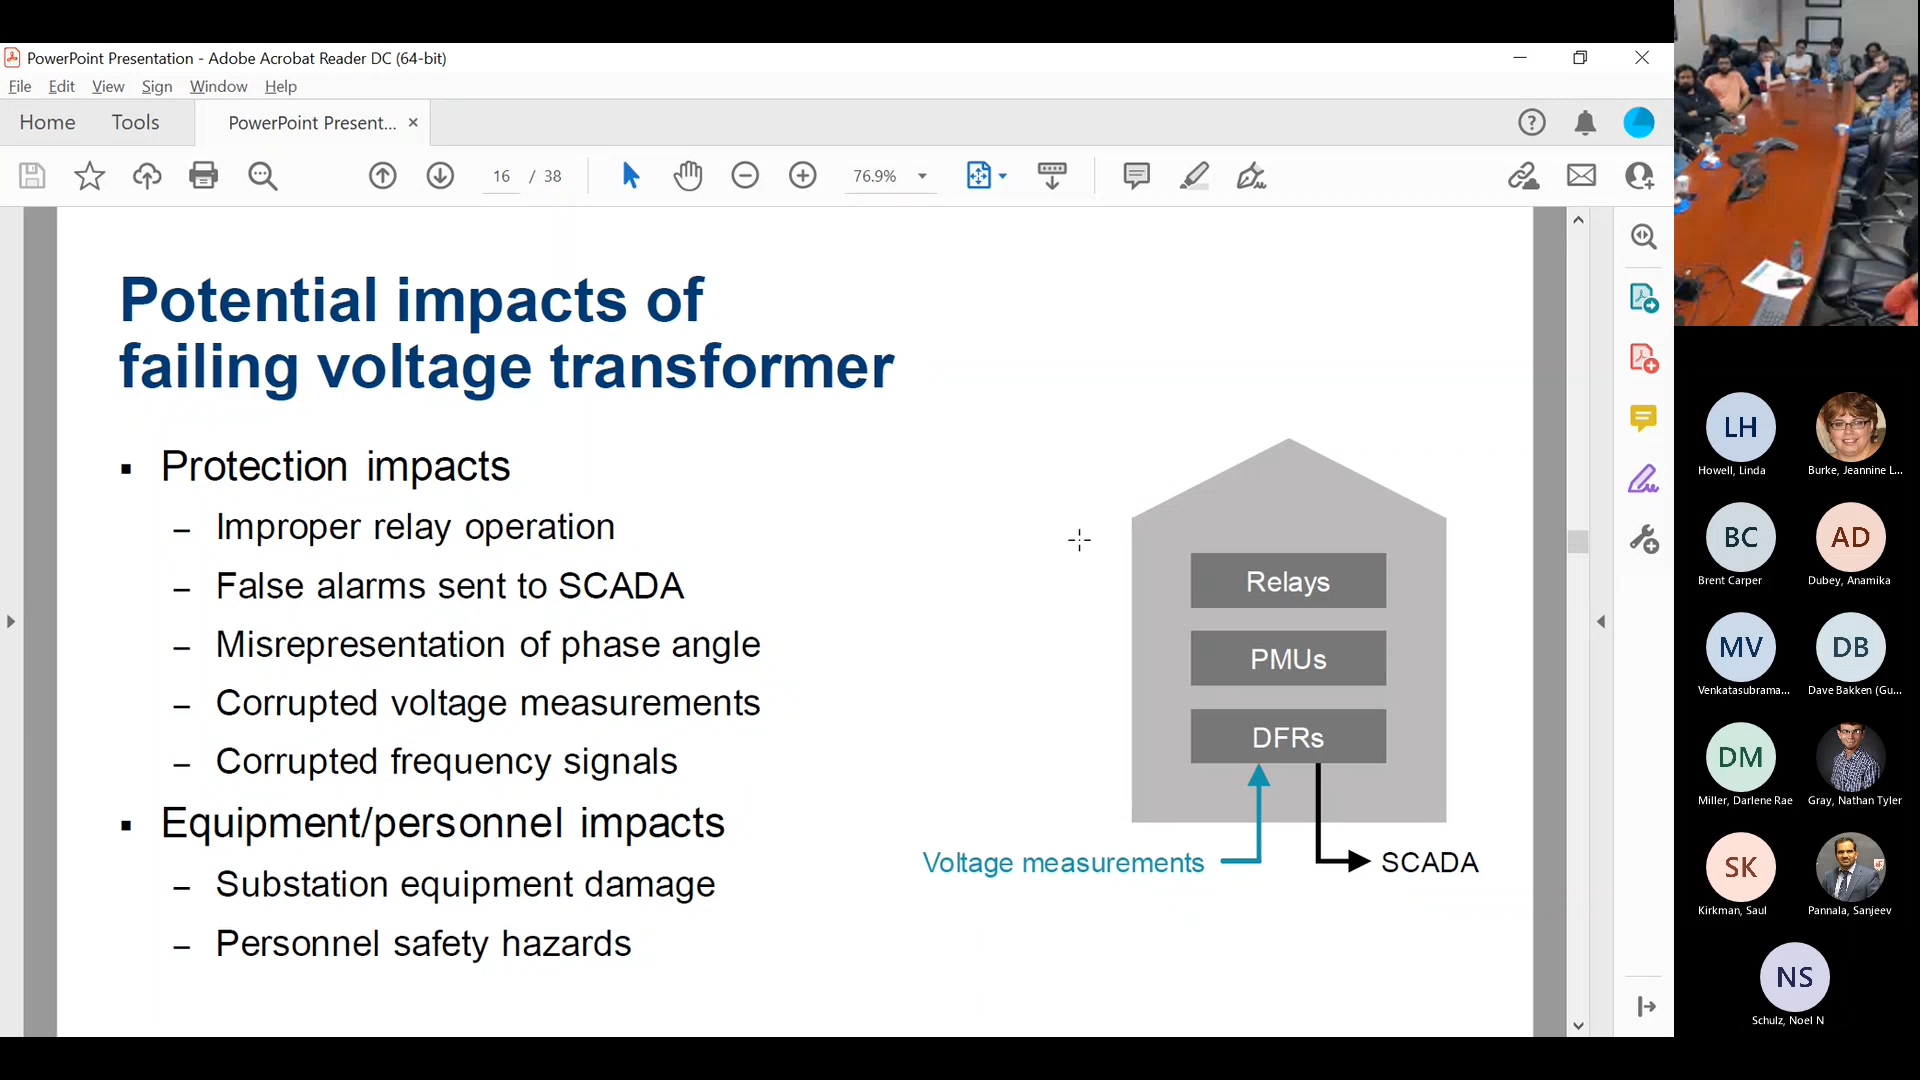 PowerPoint Presentation - Adobe Acrobat Reader DC (64-bit)
File Edit View Sign Window Help
Home Tools PowerPoint Present... ×
16 / 38 76.9%
Potential impacts of
failing voltage transformer
▪ Protection impacts
– Improper relay operation
– False alarms sent to SCADA
– Misrepresentation of phase angle
– Corrupted voltage measurements
– Corrupted frequency signals
▪ Equipment/personnel impacts
– Substation equipment damage
– Personnel safety hazards
Relays
PMUs
DFRs
Voltage measurements
SCADA
LH
Howell, Linda
Burke, Jeannine L...
BC
Brent Carper
AD
Dubey, Anamika
MV
Venkatasubrama...
DB
Dave Bakken (Gu...
DM
Miller, Darlene Rae
Gray, Nathan Tyler
SK
Kirkman, Saul
Pannala, Sanjeev
NS
Schulz, Noel N